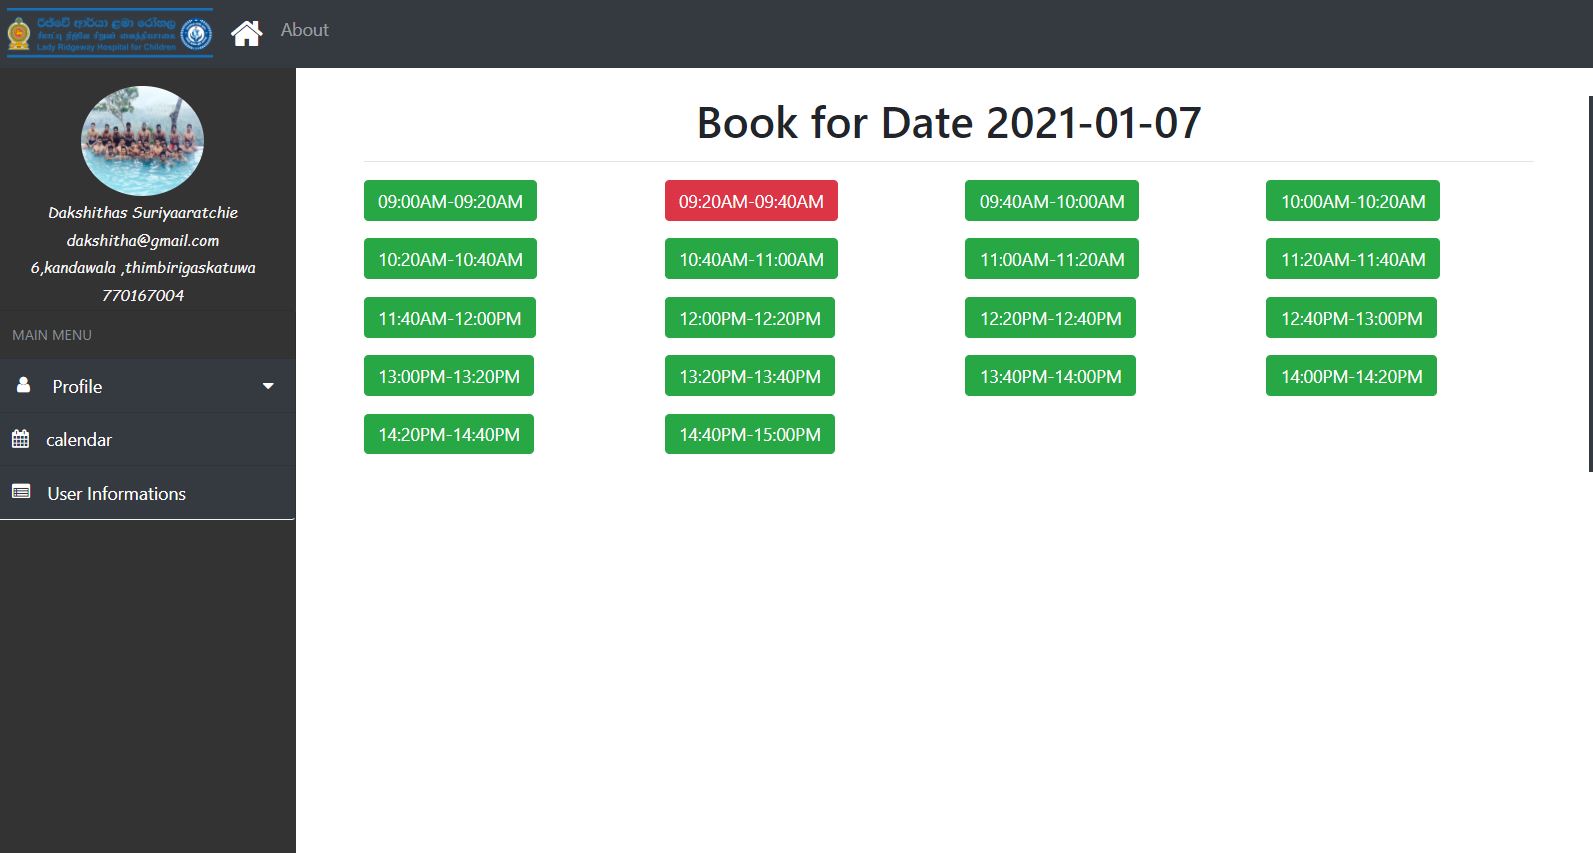 රිජ්වේ ආර්යා ළමා රෝහල
சீமாட்டி றிஜ்வே சிறுவர் வைத்தியசாலை
Lady Ridgeway Hospital for Children
About
Dakshithas Suriyaaratchie
dakshitha@gmail.com
6,kandawala ,thimbirigaskatuwa
770167004
MAIN MENU
Profile
calendar
User Informations
Book for Date 2021-01-07
09:00AM-09:20AM 09:20AM-09:40AM 09:40AM-10:00AM 10:00AM-10:20AM
10:20AM-10:40AM 10:40AM-11:00AM 11:00AM-11:20AM 11:20AM-11:40AM
11:40AM-12:00PM 12:00PM-12:20PM 12:20PM-12:40PM 12:40PM-13:00PM
13:00PM-13:20PM 13:20PM-13:40PM 13:40PM-14:00PM 14:00PM-14:20PM
14:20PM-14:40PM 14:40PM-15:00PM